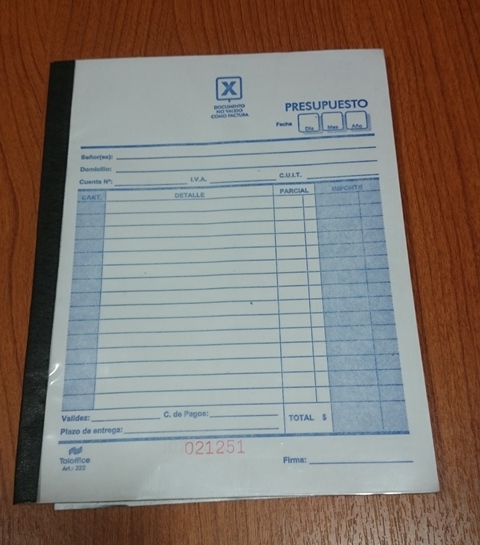 X
DOCUMENTO
NO VALIDO
COMO FACTURA
PRESUPUESTO
Fecha Día Mes Año
Señor(es):
Domicilio:
Cuenta Nº: I.V.A. C.U.I.T.
CANT. DETALLE PARCIAL IMPORTE
Validez: C. de Pagos: TOTAL $
Plazo de entrega:
021251
Taloffice
Art.: 222
Firma: